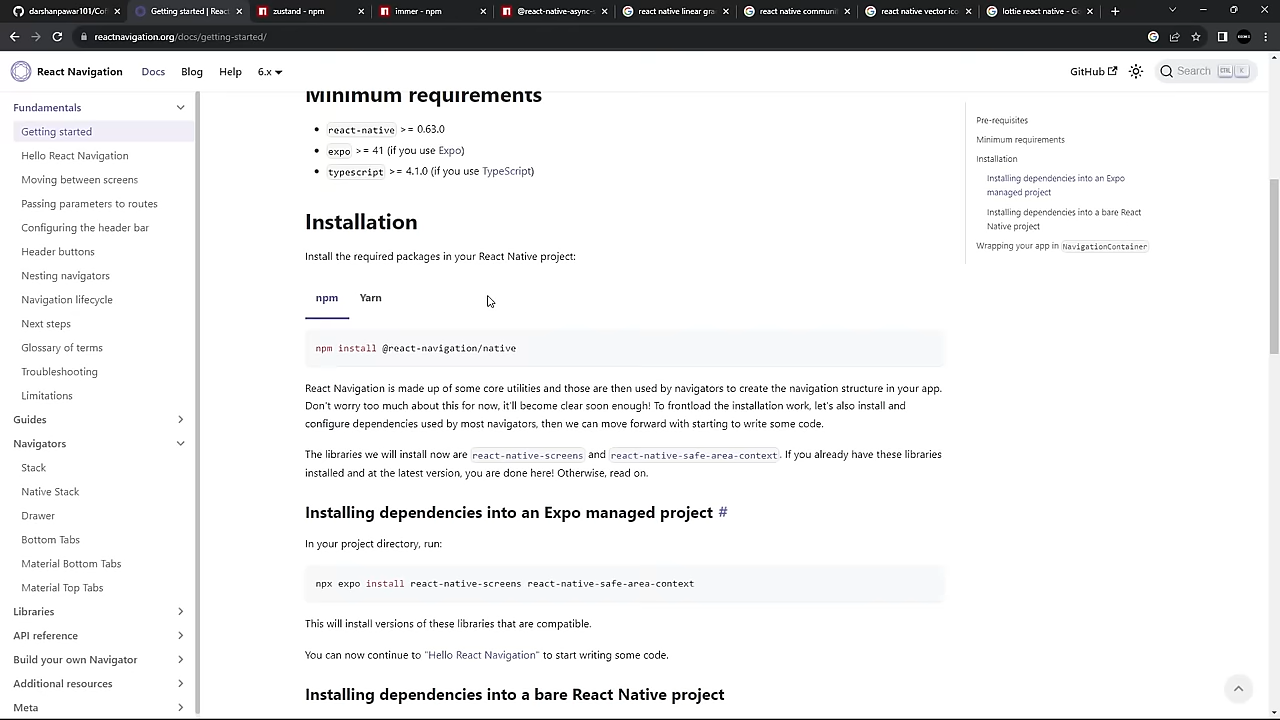 darshanpawar101/Cof
Getting started | Reac
zustand - npm
immer - npm
@react-native-async-s
react native linear gra
react native communi
react native vector ic
lottie react native - Go
reactnavigation.org/docs/getting-started/
React Navigation
Docs
Blog
Help
6.x
GitHub
Search
CTRL
K
Fundamentals
Getting started
Hello React Navigation
Moving between screens
Passing parameters to routes
Configuring the header bar
Header buttons
Nesting navigators
Navigation lifecycle
Next steps
Glossary of terms
Troubleshooting
Limitations
Guides
Navigators
Stack
Native Stack
Drawer
Bottom Tabs
Material Bottom Tabs
Material Top Tabs
Libraries
API reference
Build your own Navigator
Additional resources
Meta
Minimum requirements
react-native >= 0.63.0
expo >= 41 (if you use Expo)
typescript >= 4.1.0 (if you use TypeScript)
Installation
Install the required packages in your React Native project:
npm
Yarn
npm install @react-navigation/native
React Navigation is made up of some core utilities and those are then used by navigators to create the navigation structure in your app.
Don't worry too much about this for now, it'll become clear soon enough! To frontload the installation work, let's also install and
configure dependencies used by most navigators, then we can move forward with starting to write some code.
The libraries we will install now are react-native-screens and react-native-safe-area-context. If you already have these libraries
installed and at the latest version, you are done here! Otherwise, read on.
Installing dependencies into an Expo managed project #
In your project directory, run:
npx expo install react-native-screens react-native-safe-area-context
This will install versions of these libraries that are compatible.
You can now continue to "Hello React Navigation" to start writing some code.
Installing dependencies into a bare React Native project
Pre-requisites
Minimum requirements
Installation
Installing dependencies into an Expo
managed project
Installing dependencies into a bare React
Native project
Wrapping your app in NavigationContainer